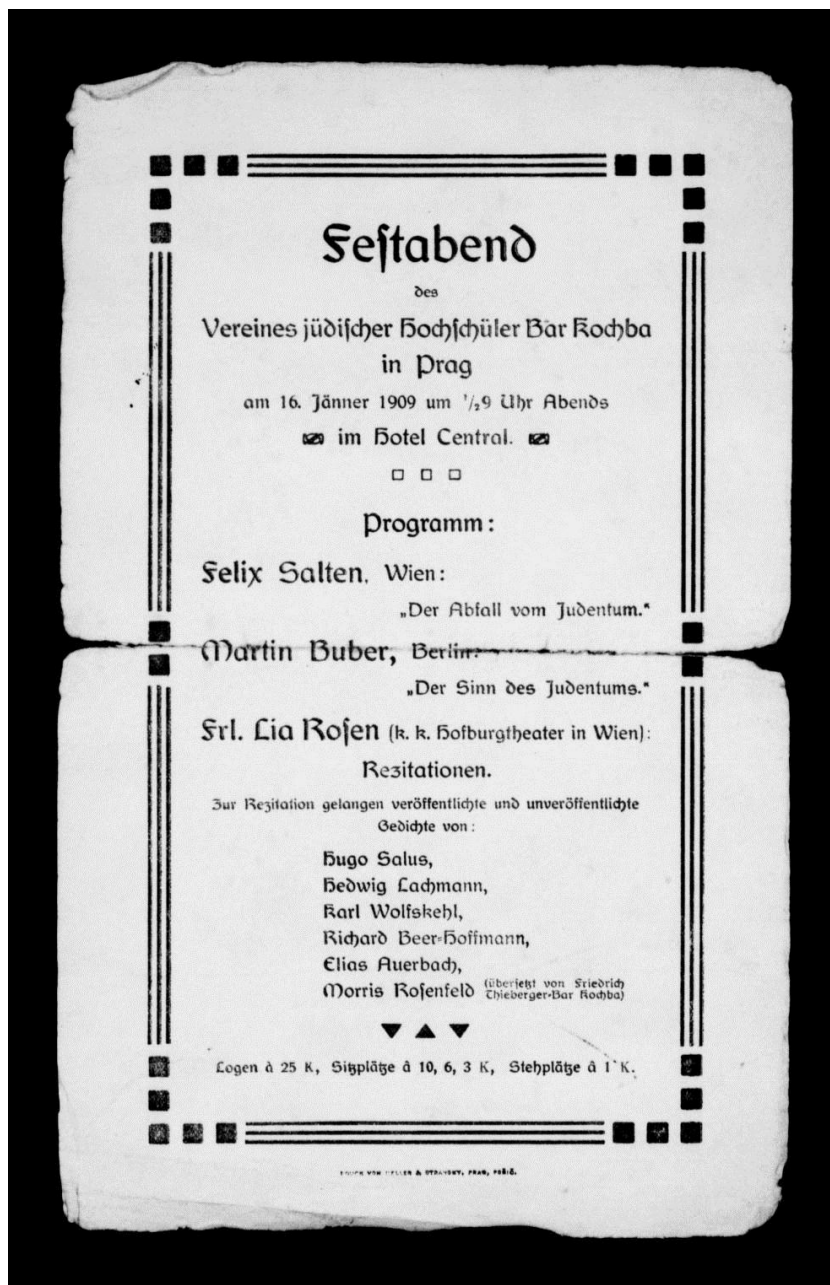 Festabend
des
Vereines jüdischer Hochschüler Bar Kochba
in Prag
am 16. Jänner 1909 um ½9 Uhr Abends
im Hotel Central.
Programm:
Felix Salten, Wien:
„Der Abfall vom Judentum.“
Martin Buber, Berlin:
„Der Sinn des Judentums.“
Frl. Lia Rosen (k. k. Hofburgtheater in Wien):
Rezitationen.
Zur Rezitation gelangen veröffentlichte und unveröffentlichte
Gedichte von:
Hugo Salus,
Hedwig Lachmann,
Karl Wolfskehl,
Richard Beer-Hoffmann,
Elias Auerbach,
Morris Rosenfeld (übersetzt von Friedrich
Thieberger-Bar Kochba)
Logen à 25 K, Sitzplätze â 10, 6, 3 K, Stehplätze â 1 K.
VON & STRANSKY, PRAG, POŘIČ.